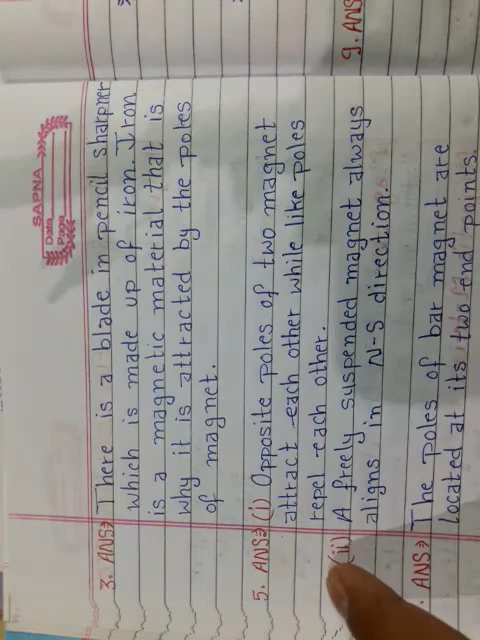 SAPNA
Date
Page
3. ANS⇒ There is a blade in pencil sharpner
which is made up of iron. Iron
is a magnetic material that is
why it is attracted by the poles
of magnet.
5. ANS⇒ (i) Opposite poles of two magnet
attract each other while like poles
repel each other.
(ii) A freely suspended magnet always
aligns in N-S direction.
. ANS⇒ The poles of bar magnet are
located at its two end points.
9. ANS